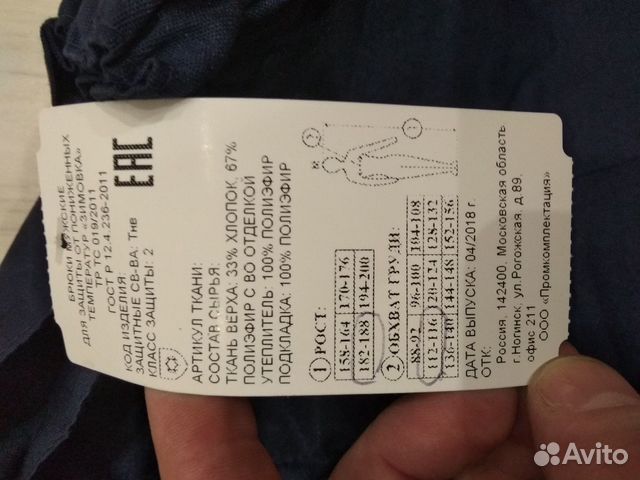 БРЮКИ МУЖСКИЕ
ДЛЯ ЗАЩИТЫ ОТ ПОНИЖЕННЫХ
ТЕМПЕРАТУР «ЗИМОВКА»
ТР ТС 019/2011
ГОСТ Р 12.4.236-2011
EAC
КОД ИЗДЕЛИЯ:
ЗАЩИТНЫЕ СВ-ВА: Тнв
КЛАСС ЗАЩИТЫ: 2
АРТИКУЛ ТКАНИ:
СОСТАВ СЫРЬЯ:
ТКАНЬ ВЕРХА: 33% ХЛОПОК, 67%
ПОЛИЭФИР С ВО ОТДЕЛКОЙ
УТЕПЛИТЕЛЬ: 100% ПОЛИЭФИР
ПОДКЛАДКА: 100% ПОЛИЭФИР
1 РОСТ:
158-164 170-176
182-188 194-200
2 ОБХВАТ ГРУДИ:
88-92 96-100 104-108
112-116 120-124 128-132
136-140 144-148 152-156
ДАТА ВЫПУСКА: 04/2018 г.
ОТК:
Россия, 142400, Московская область
г.Ногинск, ул.Рогожская, д.89,
офис 211
ООО «Промкомплектация»
Avito